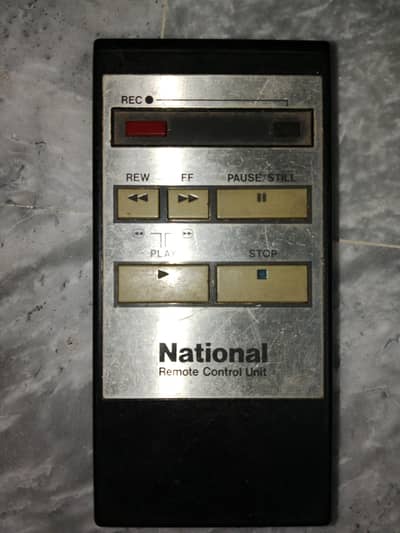 REC ●
REW FF PAUSE/STILL
PLAY STOP
National
Remote Control Unit